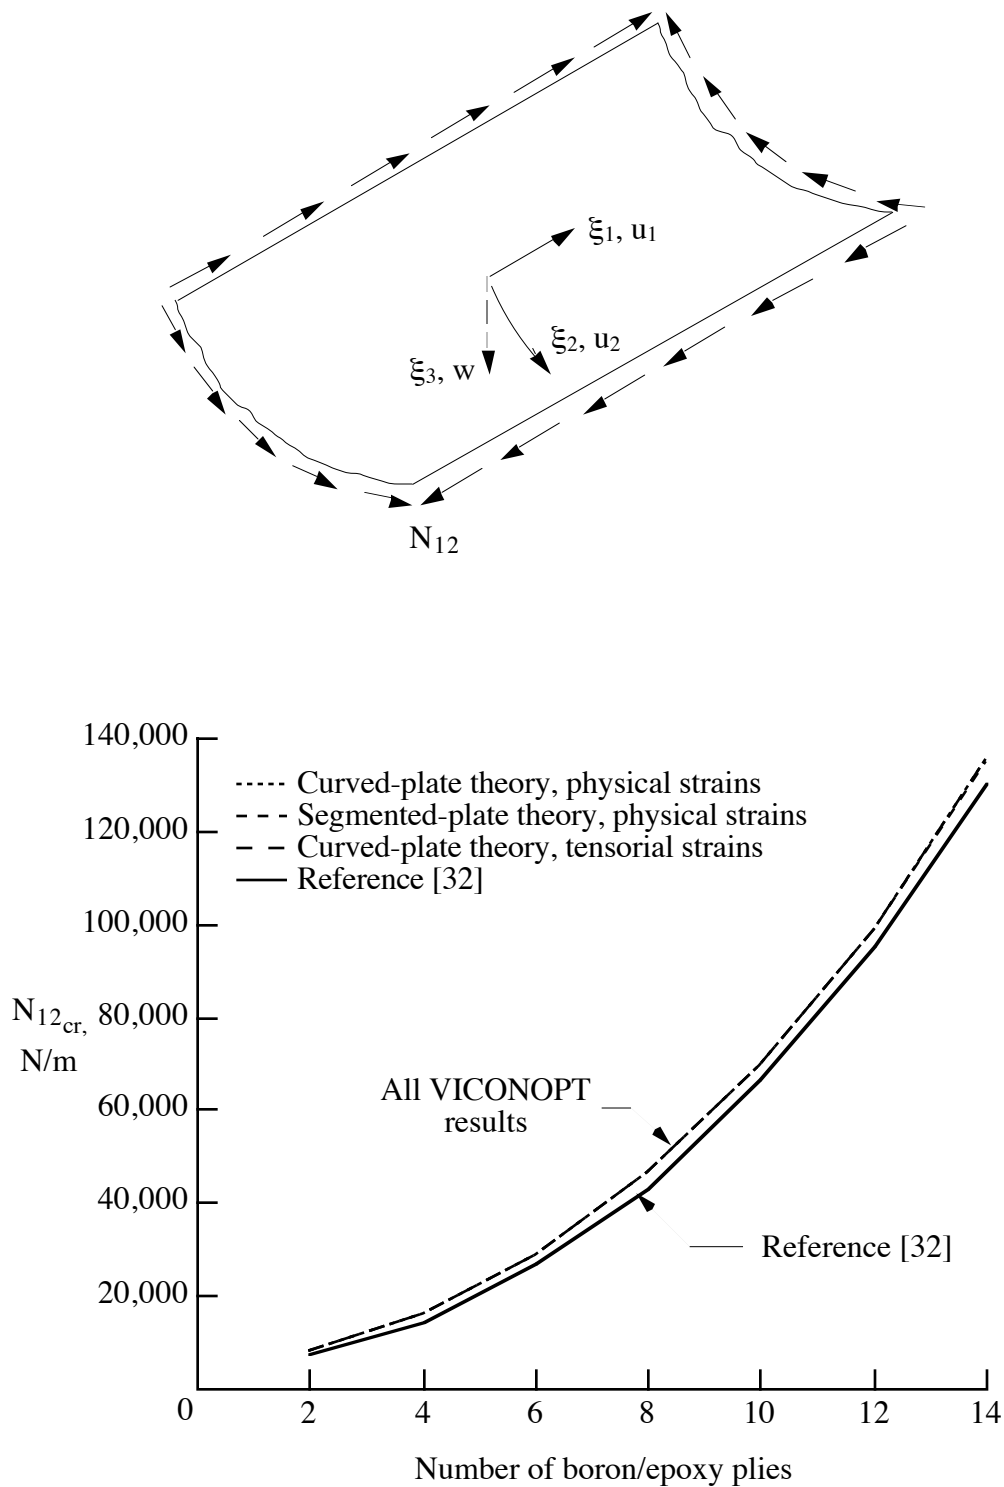 ξ1, u1
ξ2, u2
ξ3, w
N12
140,000
120,000
100,000
80,000
60,000
40,000
20,000
0
N12cr,
N/m
Curved-plate theory, physical strains
Segmented-plate theory, physical strains
Curved-plate theory, tensorial strains
Reference [32]
All VICONOPT
results
Reference [32]
2 4 6 8 10 12 14
Number of boron/epoxy plies